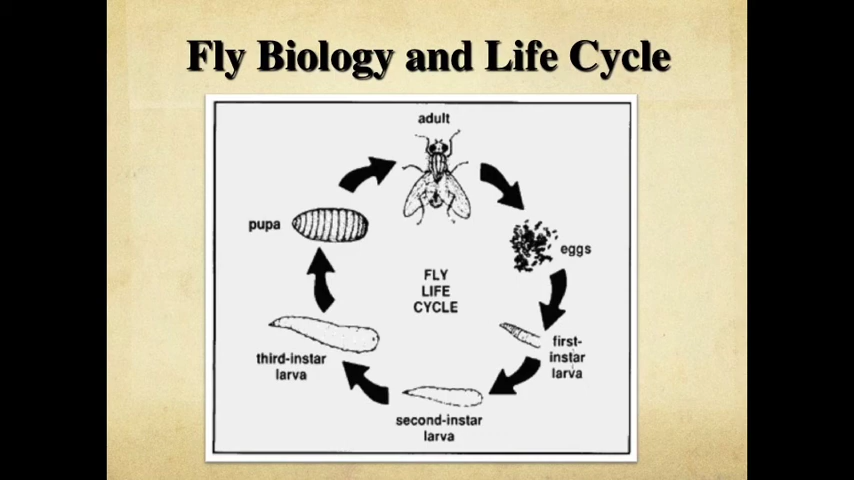 Fly Biology and Life Cycle
adult
pupa
eggs
FLY
LIFE
CYCLE
first-
instar
larva
third-instar
larva
second-instar
larva